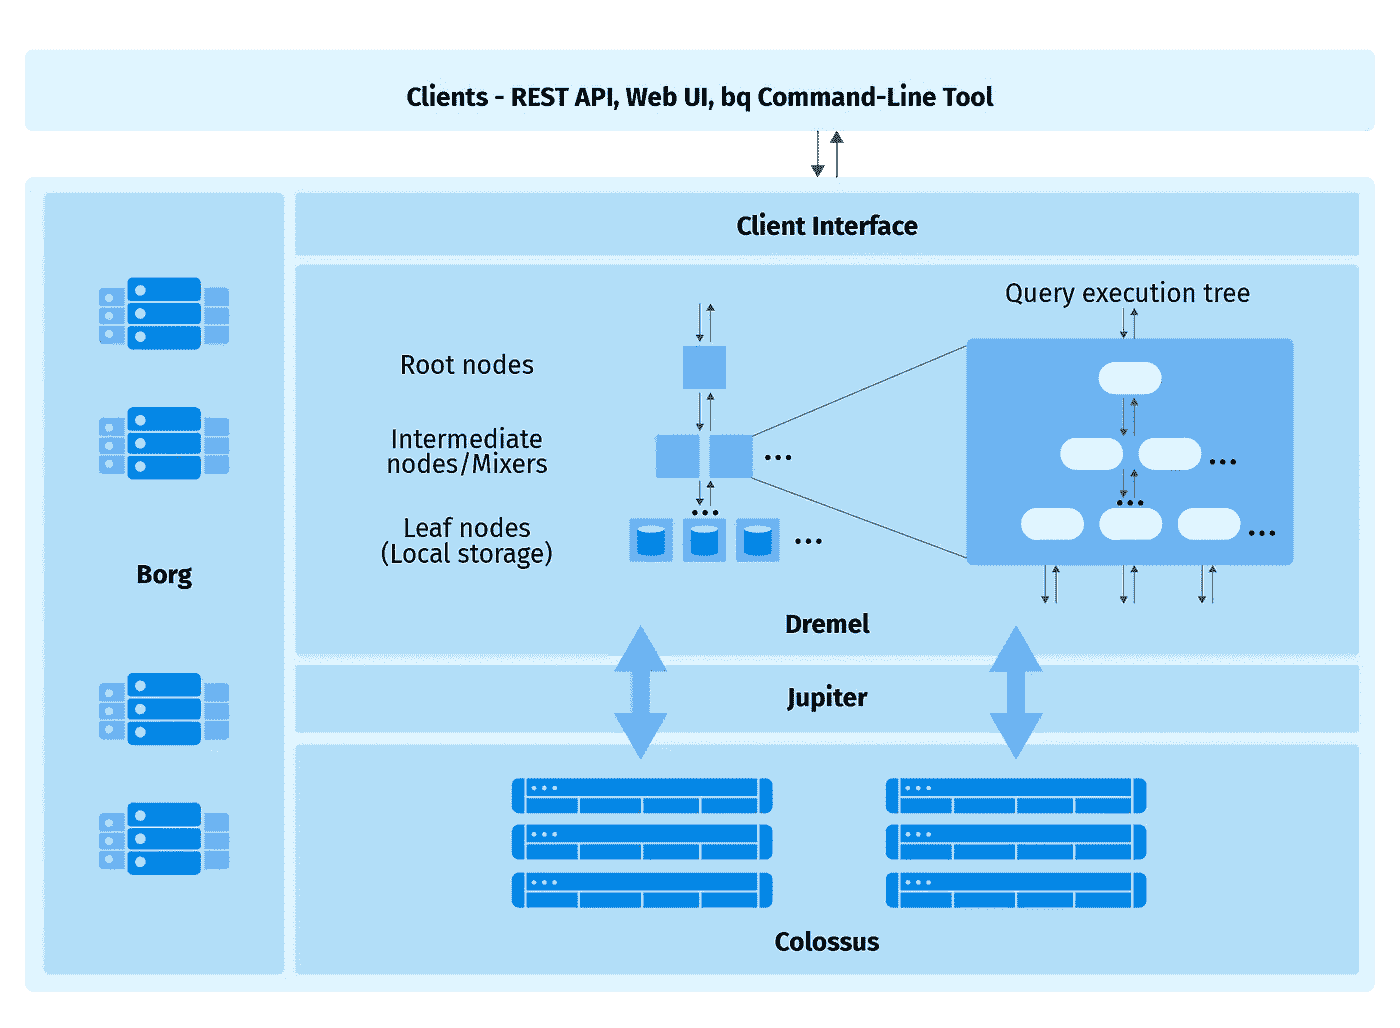 Clients - REST API, Web UI, bq Command-Line Tool
Client Interface
Query execution tree
Root nodes
Intermediate
nodes/Mixers
Leaf nodes
(Local storage)
Borg
Dremel
Jupiter
Colossus